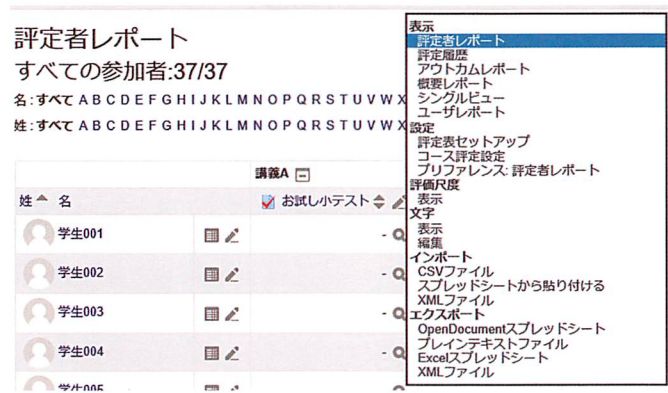 評定者レポート
すべての参加者:37/37
名:すべて A B C D E F G H I J K L M N O P Q R S T U V W X
姓:すべて A B C D E F G H I J K L M N O P Q R S T U V W X
講義A
姓 名
お試し小テスト
学生001
-
学生002
-
学生003
-
学生004
-
学生005
表示
評定者レポート
評定履歴
アウトカムレポート
概要レポート
シングルビュー
ユーザレポート
設定
評定表セットアップ
コース評定設定
プリファレンス: 評定者レポート
評価尺度
表示
文字
表示
編集
インポート
CSVファイル
スプレッドシートから貼り付ける
XMLファイル
エクスポート
OpenDocumentスプレッドシート
プレインテキストファイル
Excelスプレッドシート
XMLファイル